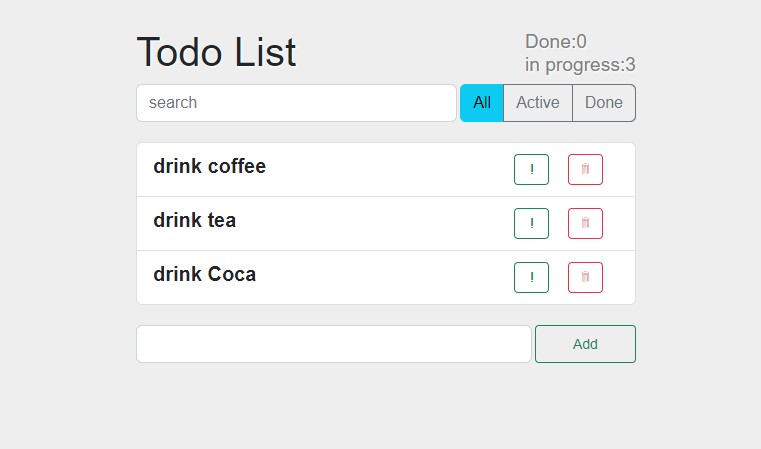 Todo List
Done:0
in progress:3
search
All Active Done
drink coffee !
drink tea !
drink Coca !
Add